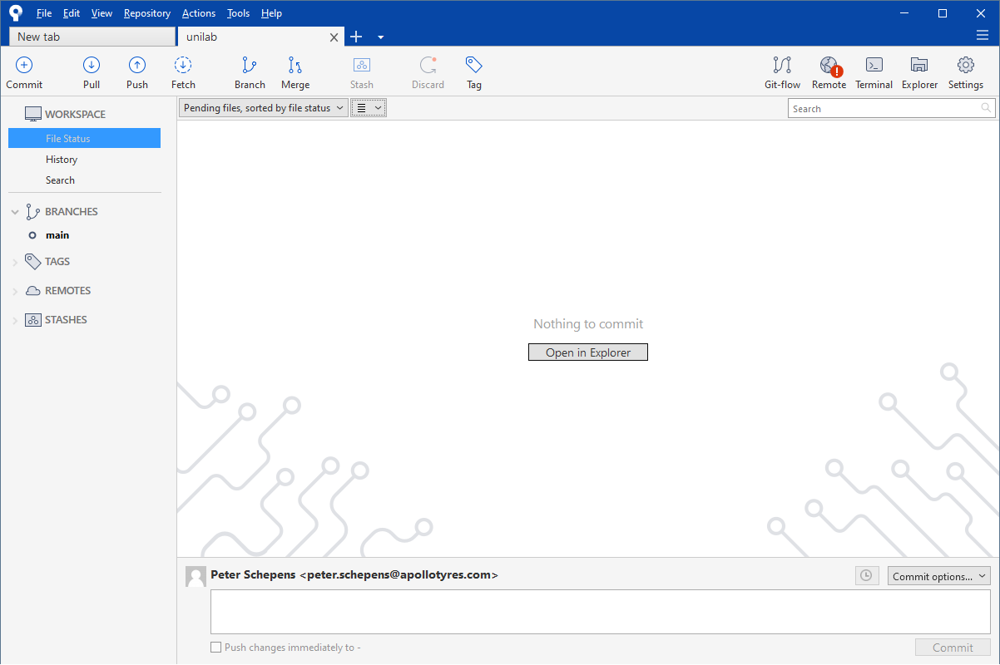 File Edit View Repository Actions Tools Help
New tab unilab
Commit Pull Push Fetch Branch Merge Stash Discard Tag Git-flow Remote Terminal Explorer Settings
WORKSPACE
File Status
History
Search
BRANCHES
main
TAGS
REMOTES
STASHES
Pending files, sorted by file status
Search
Nothing to commit
Open in Explorer
Peter Schepens <peter.schepens@apollotyres.com>
Commit options...
Push changes immediately to -
Commit